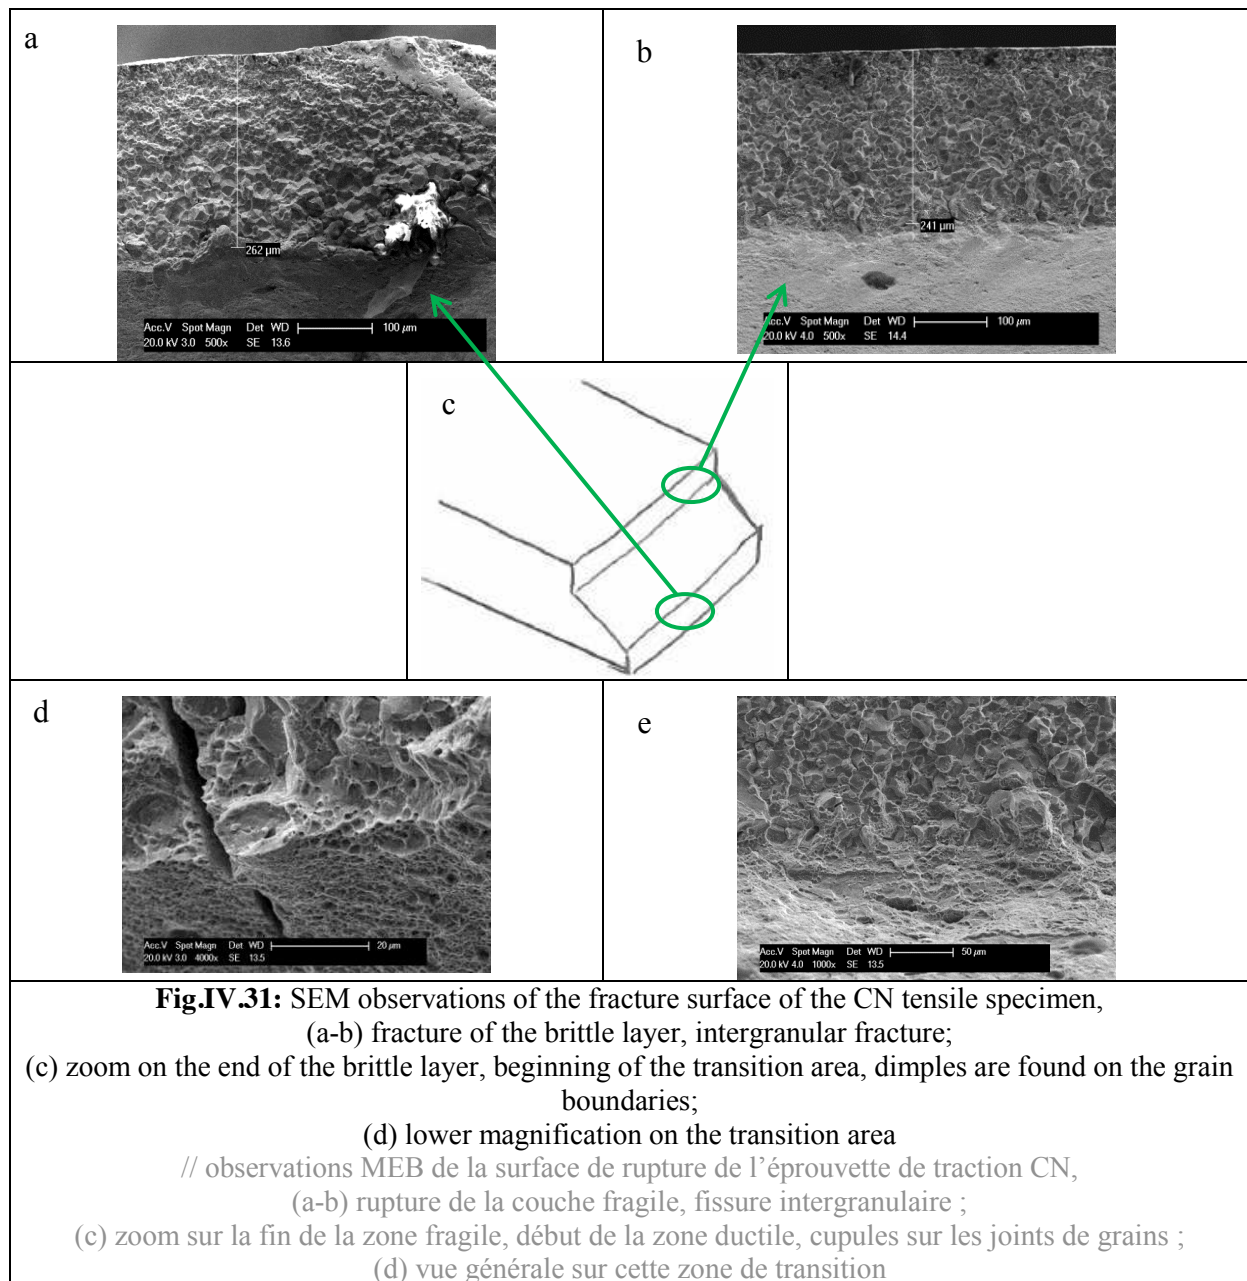 a
262 µm
Acc.V Spot Magn Det WD 100 µm
20.0 kV 3.0 500x SE 13.6
b
241 µm
Acc.V Spot Magn Det WD 100 µm
20.0 kV 4.0 500x SE 14.4
c
d
Acc.V Spot Magn Det WD 20 µm
20.0 kV 3.0 4000x SE 13.5
e
Acc.V Spot Magn Det WD 50 µm
20.0 kV 4.0 1000x SE 13.5
Fig.IV.31: SEM observations of the fracture surface of the CN tensile specimen,
(a-b) fracture of the brittle layer, intergranular fracture;
(c) zoom on the end of the brittle layer, beginning of the transition area, dimples are found on the grain
boundaries;
(d) lower magnification on the transition area
// observations MEB de la surface de rupture de l’éprouvette de traction CN,
(a-b) rupture de la couche fragile, fissure intergranulaire ;
(c) zoom sur la fin de la zone fragile, début de la zone ductile, cupules sur les joints de grains ;
(d) vue générale sur cette zone de transition